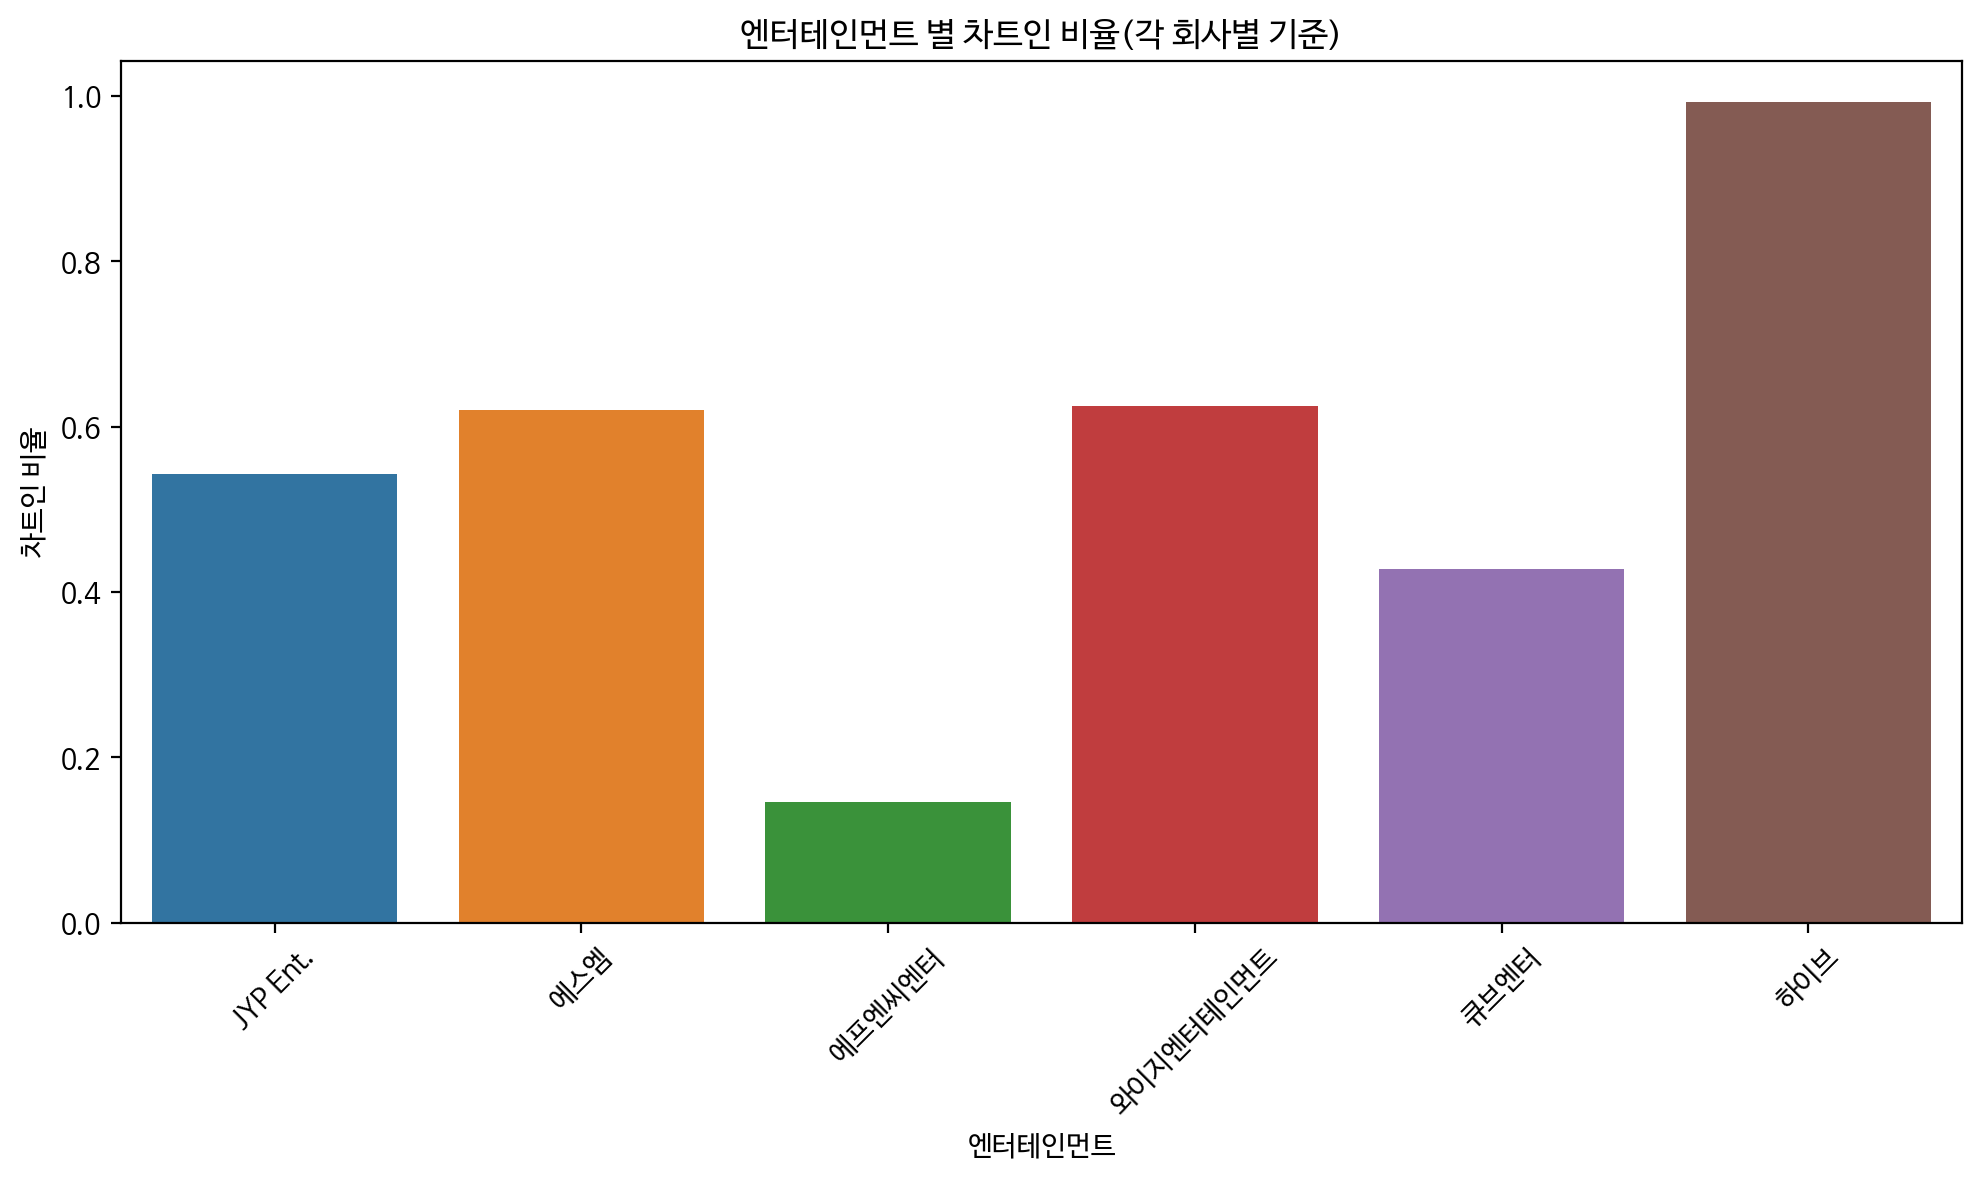 엔터테인먼트 별 차트인 비율(각 회사별 기준)
차트인 비율
1.0
0.8
0.6
0.4
0.2
0.0
JYP Ent.
에스엠
에프엔씨엔터
와이지엔터테인먼트
큐브엔터
하이브
엔터테인먼트